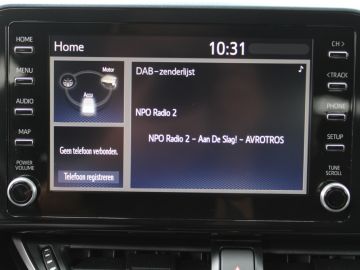 HOME
MENU
AUDIO
MAP
POWER
VOLUME
Home
10:31
Motor
Accu
Geen telefoon verbonden.
Telefoon registreren
DAB-zenderlijst
NPO Radio 2
NPO Radio 2 - Aan De Slag! - AVROTROS
CH >
< TRACK
PHONE
SETUP
TUNE
SCROLL